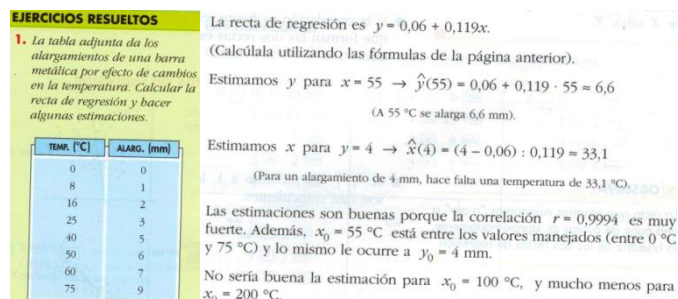 EJERCICIOS RESUELTOS
1. La tabla adjunta da los
alargamientos de una barra
metálica por efecto de cambios
en la temperatura. Calcular la
recta de regresión y hacer
algunas estimaciones.
TEMP. (°C) ALARG. (mm)
0 0
8 1
16 2
25 3
40 5
50 6
60 7
75 9
La recta de regresión es y = 0,06 + 0,119x.
(Calcúlala utilizando las fórmulas de la página anterior).
Estimamos y para x = 55 → ŷ(55) = 0,06 + 0,119 · 55 ≈ 6,6
(A 55 °C se alarga 6,6 mm).
Estimamos x para y = 4 → x̂(4) = (4 – 0,06) : 0,119 ≈ 33,1
(Para un alargamiento de 4 mm, hace falta una temperatura de 33,1 °C).
Las estimaciones son buenas porque la correlación r = 0,9994 es muy
fuerte. Además, x₀ = 55 °C está entre los valores manejados (entre 0 °C
y 75 °C) y lo mismo le ocurre a y₀ = 4 mm.
No sería buena la estimación para x₀ = 100 °C, y mucho menos para
x₀ = 200 °C.